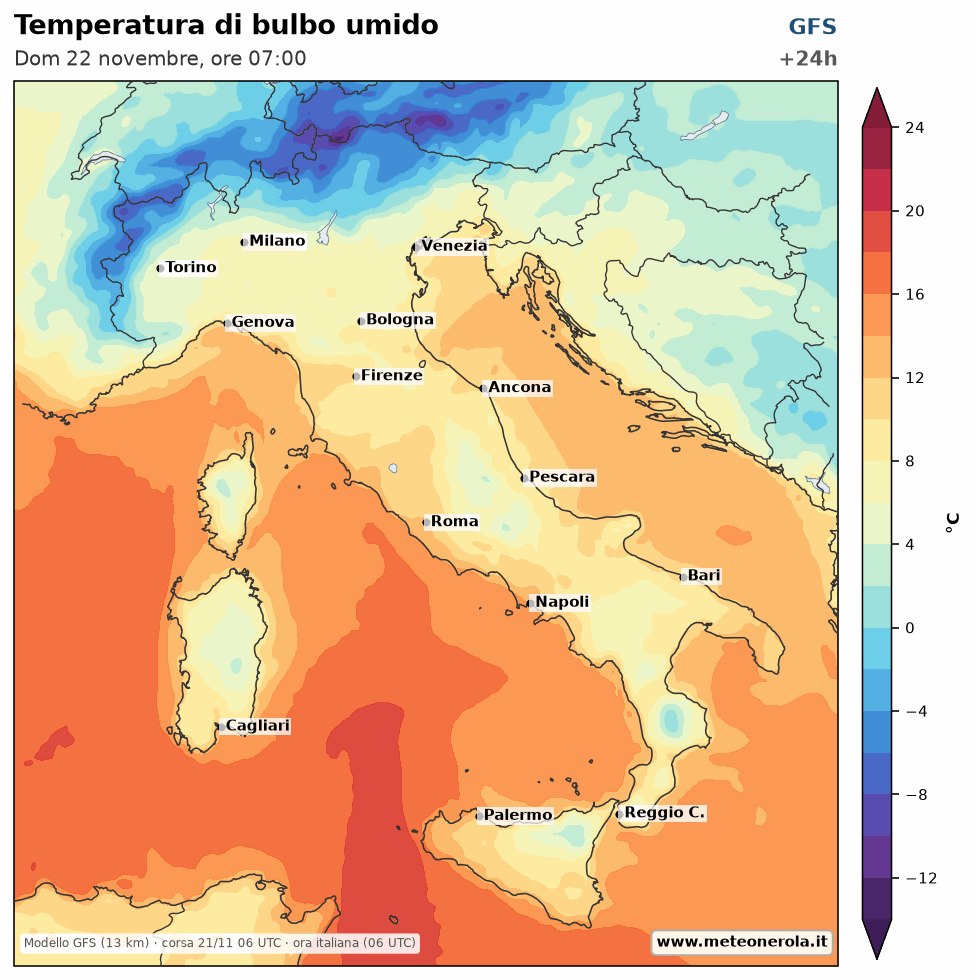 Temperatura di bulbo umido
GFS
Dom 22 novembre, ore 07:00
+24h
Milano
Venezia
Torino
Genova
Bologna
Firenze
Ancona
Pescara
Roma
Bari
Napoli
Cagliari
Palermo
Reggio C.
24
20
16
12
8
4
0
−4
−8
−12
°C
Modello GFS (13 km) · corsa 21/11 06 UTC · ora italiana (06 UTC)
www.meteonerola.it